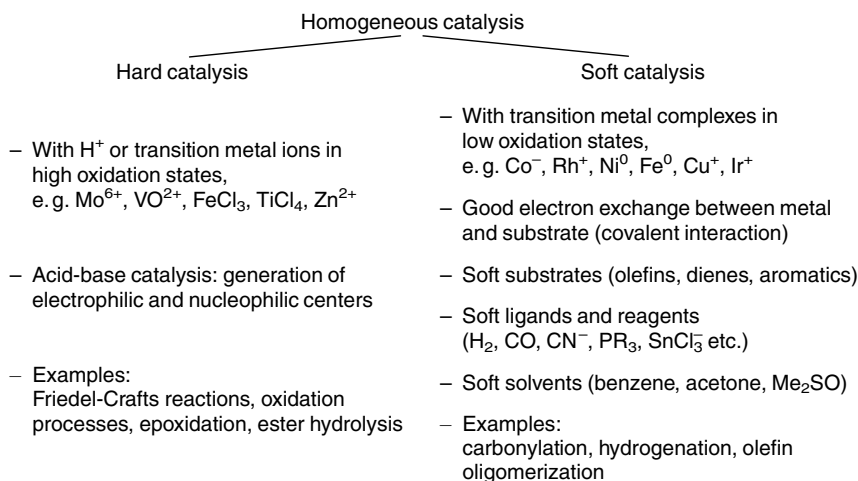 Homogeneous catalysis
Hard catalysis
– With H⁺ or transition metal ions in
high oxidation states,
e. g. Mo⁶⁺, VO²⁺, FeCl₃, TiCl₄, Zn²⁺
– Acid-base catalysis: generation of
electrophilic and nucleophilic centers
– Examples:
Friedel-Crafts reactions, oxidation
processes, epoxidation, ester hydrolysis
Soft catalysis
– With transition metal complexes in
low oxidation states,
e. g. Co⁻, Rh⁺, Ni⁰, Fe⁰, Cu⁺, Ir⁺
– Good electron exchange between metal
and substrate (covalent interaction)
– Soft substrates (olefins, dienes, aromatics)
– Soft ligands and reagents
(H₂, CO, CN⁻, PR₃, SnCl₃⁻ etc.)
– Soft solvents (benzene, acetone, Me₂SO)
– Examples:
carbonylation, hydrogenation, olefin
oligomerization